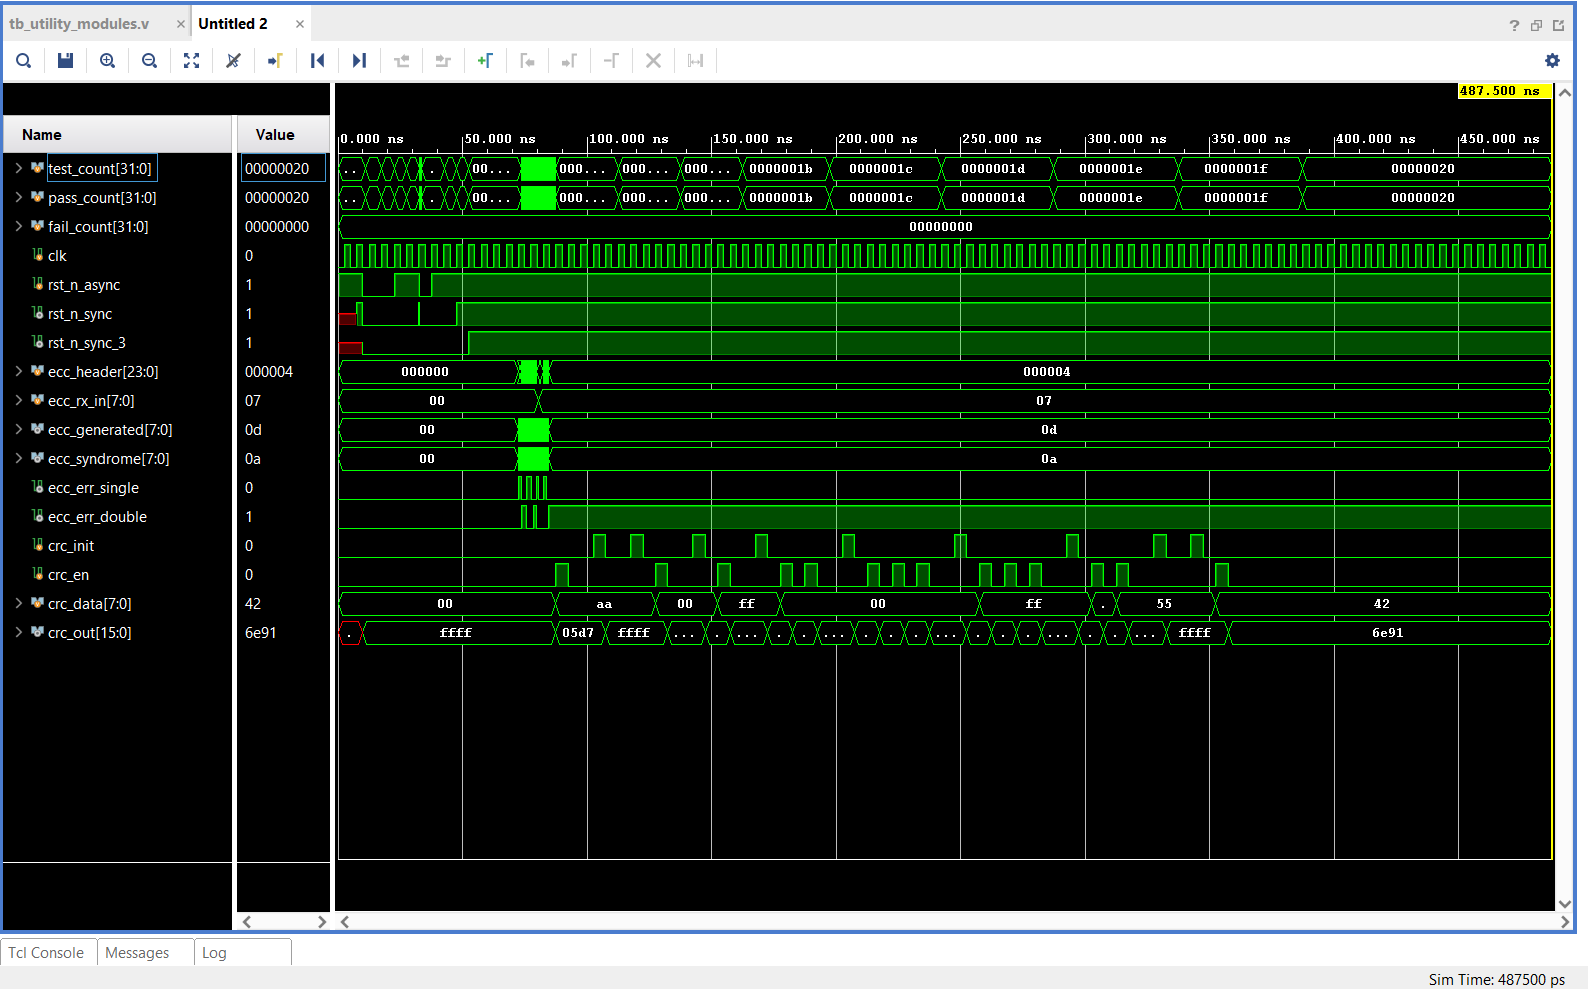 tb_utility_modules.v × Untitled 2 ×
487.500 ns
Name Value
0.000 ns 50.000 ns 100.000 ns 150.000 ns 200.000 ns 250.000 ns 300.000 ns 350.000 ns 400.000 ns 450.000 ns
test_count[31:0] 00000020 .. . 00... 000... 000... 000... 0000001b 0000001c 0000001d 0000001e 0000001f 00000020
pass_count[31:0] 00000020 .. . 00... 000... 000... 000... 0000001b 0000001c 0000001d 0000001e 0000001f 00000020
fail_count[31:0] 00000000 00000000
clk 0
rst_n_async 1
rst_n_sync 1
rst_n_sync_3 1
ecc_header[23:0] 000004 000000 000004
ecc_rx_in[7:0] 07 00 07
ecc_generated[7:0] 0d 00 0d
ecc_syndrome[7:0] 0a 00 0a
ecc_err_single 0
ecc_err_double 1
crc_init 0
crc_en 0
crc_data[7:0] 42 00 aa 00 ff 00 ff . 55 42
crc_out[15:0] 6e91 . ffff 05d7 ffff ... . ... . . ... . . . ... . . . ... . . ... ffff 6e91
Tcl Console Messages Log
Sim Time: 487500 ps